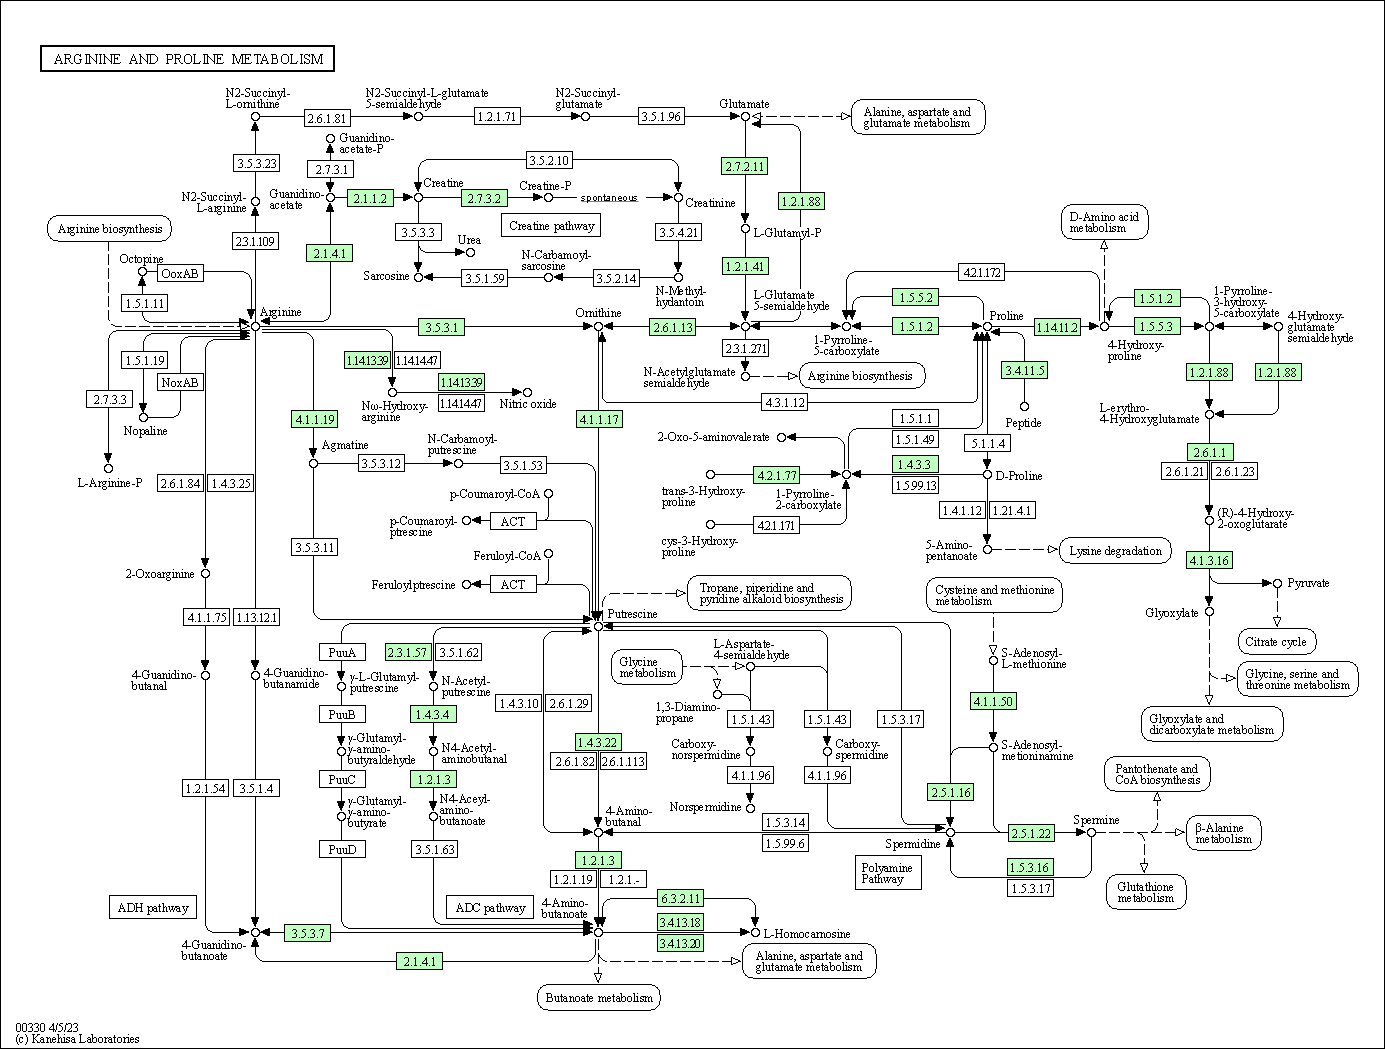 ARGININE AND PROLINE METABOLISM
N2-Succinyl-
L-ornithine
2.6.1.81
N2-Succinyl-L-glutamate
5-semialdehyde
1.2.1.71
N2-Succinyl-
glutamate
3.5.1.96
Glutamate
Alanine, aspartate and
glutamate metabolism
Guanidino-
acetate-P
3.5.3.23
2.7.3.1
3.5.2.10
2.7.2.11
N2-Succinyl-
L-arginine
Guanidino-
acetate
2.1.1.2
Creatine
2.7.3.2
Creatine-P
spontaneous
Creatinine
1.2.1.88
Arginine biosynthesis
2.3.1.109
2.1.4.1
3.5.3.3
Urea
Creatine pathway
3.5.4.21
L-Glutamyl-P
D-Amino acid
metabolism
Octopine
OoxAB
1.5.1.11
Sarcosine
3.5.1.59
N-Carbamoyl-
sarcosine
3.5.2.14
N-Methyl-
hydantoin
1.2.1.41
L-Glutamate
5-semialdehyde
4.2.1.172
1.5.5.2
1.5.1.2
1-Pyrroline-
3-hydroxy-
5-carboxylate
Arginine
3.5.3.1
Ornithine
2.6.1.13
1.5.1.2
Proline
1.14.11.2
1.5.5.3
4-Hydroxy-
glutamate
semialdehyde
2.3.1.271
1-Pyrroline-
5-carboxylate
4-Hydroxy-
proline
1.5.1.19
NoxAB
1.14.13.39
1.14.14.47
1.14.13.39
1.14.14.47
N-Acetylglutamate
semialdehyde
Arginine biosynthesis
3.4.11.5
1.2.1.88
1.2.1.88
2.7.3.3
Nopaline
Nω-Hydroxy-
arginine
Nitric oxide
4.3.1.12
Peptide
L-erythro-
4-Hydroxyglutamate
4.1.1.19
4.1.1.17
1.5.1.1
1.5.1.49
5.1.1.4
2-Oxo-5-aminovalerate
Agmatine
3.5.3.12
N-Carbamoyl-
putrescine
3.5.1.53
2.6.1.1
2.6.1.21
2.6.1.23
L-Arginine-P
2.6.1.84
1.4.3.25
trans-3-Hydroxy-
proline
4.2.1.77
1-Pyrroline-
2-carboxylate
1.4.3.3
1.5.99.13
D-Proline
p-Coumaroyl-CoA
p-Coumaroyl-
ptrescine
ACT
cys-3-Hydroxy-
proline
4.2.1.171
1.4.1.12
1.21.4.1
(R)-4-Hydroxy-
2-oxoglutarate
3.5.3.11
Feruloyl-CoA
Feruloylptrescine
ACT
5-Amino-
pentanoate
Lysine degradation
4.1.3.16
2-Oxoarginine
Tropane, piperidine and
pyridine alkaloid biosynthesis
Cysteine and methionine
metabolism
Pyruvate
Glyoxylate
4.1.1.75
1.13.12.1
Putrescine
Citrate cycle
PuuA
2.3.1.57
3.5.1.62
Glycine
metabolism
L-Aspartate-
4-semialdehyde
S-Adenosyl-
L-methionine
Glycine, serine and
threonine metabolism
4-Guanidino-
butanal
4-Guanidino-
butanamide
γ-L-Glutamyl-
putrescine
N-Acetyl-
putrescine
1.4.3.10
2.6.1.29
1,3-Diamino-
propane
4.1.1.50
PuuB
1.4.3.4
1.5.1.43
1.5.1.43
1.5.3.17
Glyoxylate and
dicarboxylate metabolism
γ-Glutamyl-
γ-amino-
butyraldehyde
N4-Acetyl-
aminobutanal
1.4.3.22
2.6.1.82
2.6.1.113
Carboxy-
norspermidine
Carboxy-
spermidine
S-Adenosyl-
metioninamine
PuuC
1.2.1.3
4.1.1.96
4.1.1.96
Pantothenate and
CoA biosynthesis
1.2.1.54
3.5.1.4
2.5.1.16
γ-Glutamyl-
γ-amino-
butyrate
N4-Aceyl-
amino-
butanoate
4-Amino-
butanal
Norspermidine
1.5.3.14
1.5.99.6
Spermidine
2.5.1.22
Spermine
β-Alanine
metabolism
PuuD
3.5.1.63
1.2.1.3
1.2.1.19
1.2.1.-
Polyamine
Pathway
1.5.3.16
1.5.3.17
Glutathione
metabolism
ADH pathway
ADC pathway
4-Amino-
butanoate
6.3.2.11
3.4.13.18
3.4.13.20
L-Homocarnosine
4-Guanidino-
butanoate
3.5.3.7
2.1.4.1
Alanine, aspartate and
glutamate metabolism
Butanoate metabolism
00330 4/5/23
(c) Kanehisa Laboratories